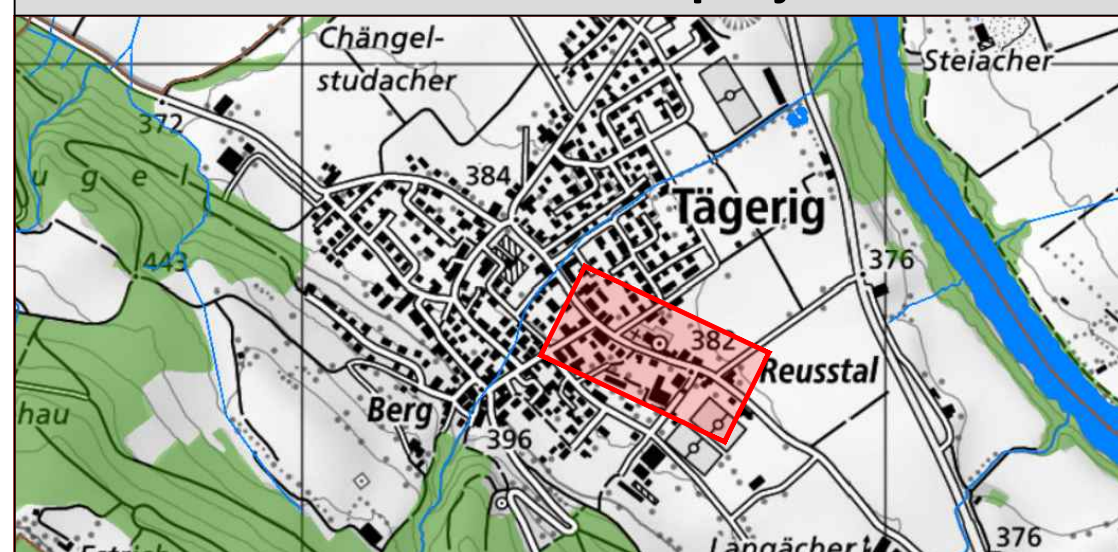 Chängel-
studacher
Steiacher
372
384
u g e l
Tägerig
443
376
382
Reusstal
hau
Berg
396
376
Langächer